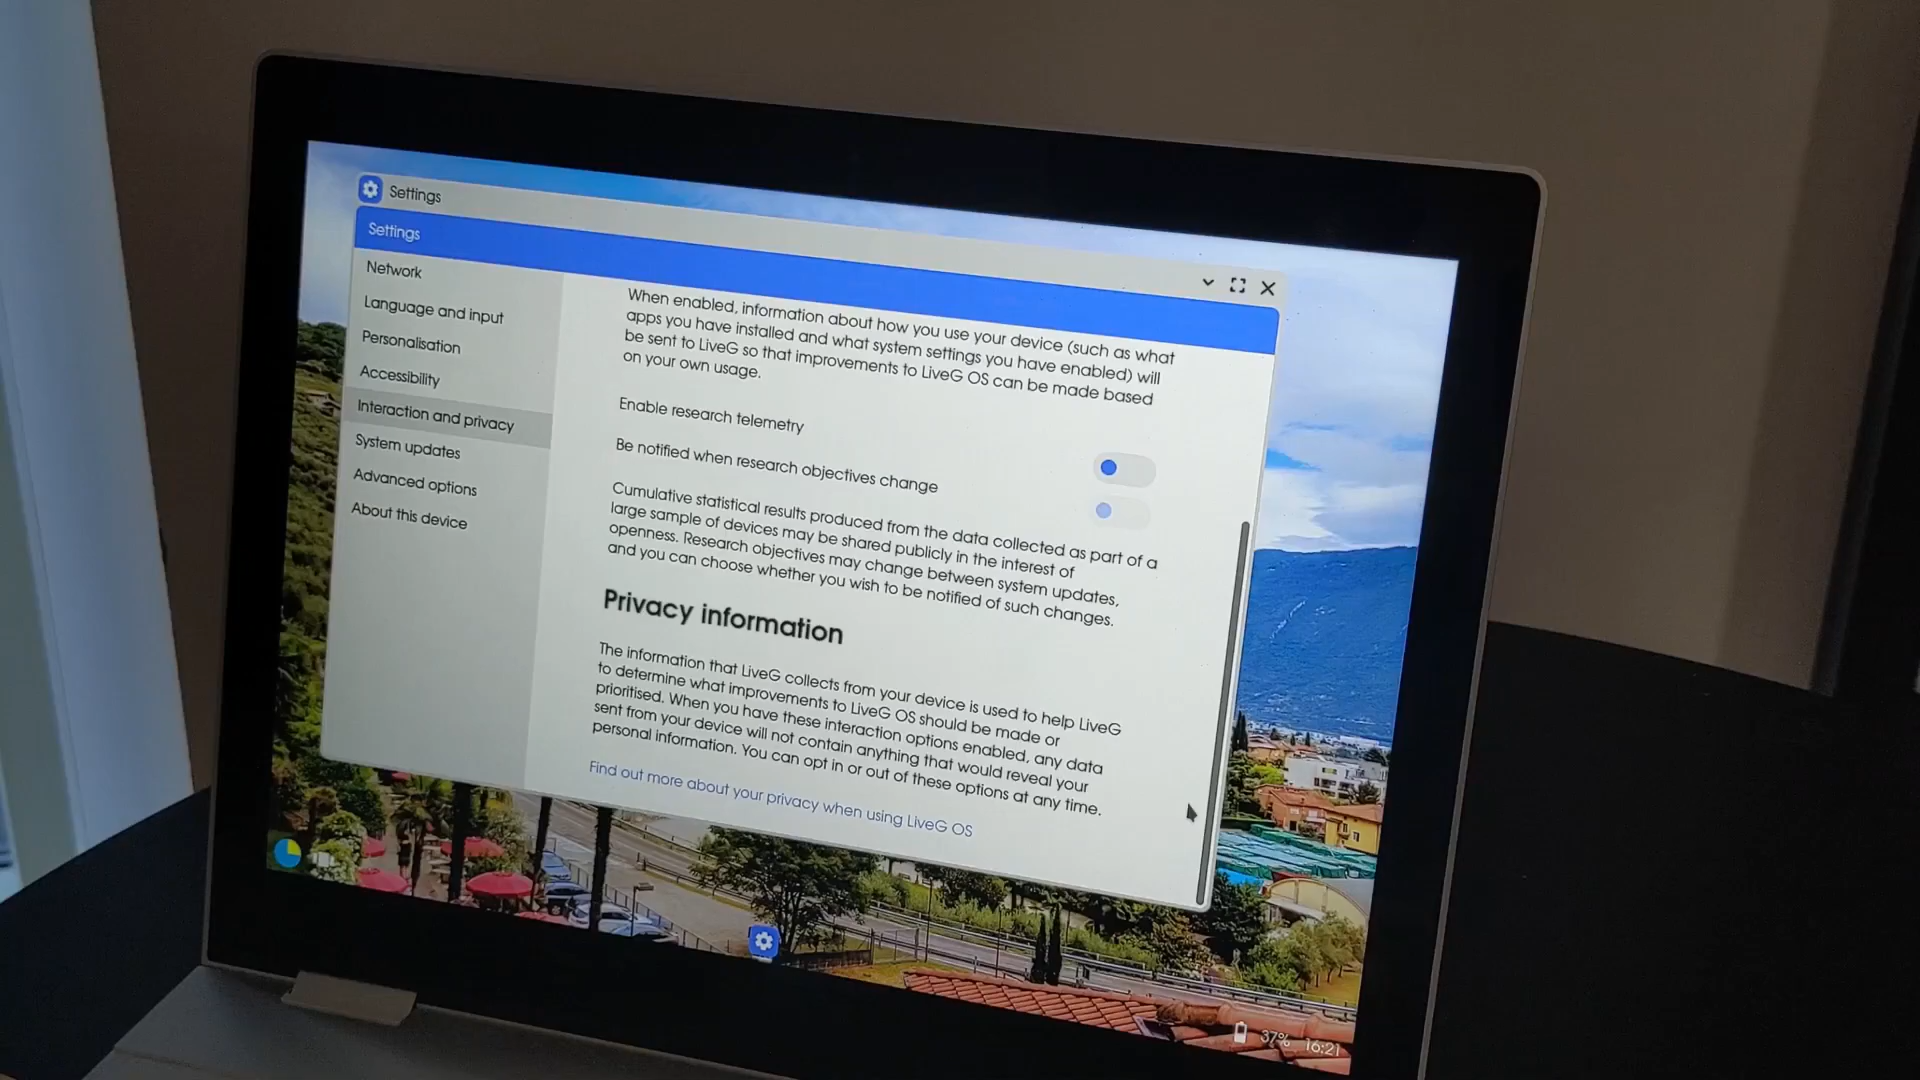 Settings
Settings
Network
Language and input
Personalisation
Accessibility
Interaction and privacy
System updates
Advanced options
About this device
When enabled, information about how you use your device (such as what
apps you have installed and what system settings you have enabled) will
be sent to LiveG so that improvements to LiveG OS can be made based
on your own usage.
Enable research telemetry
Be notified when research objectives change
Cumulative statistical results produced from the data collected as part of a
large sample of devices may be shared publicly in the interest of
openness. Research objectives may change between system updates,
and you can choose whether you wish to be notified of such changes.
Privacy information
The information that LiveG collects from your device is used to help LiveG
to determine what improvements to LiveG OS should be made or
prioritised. When you have these interaction options enabled, any data
sent from your device will not contain anything that would reveal your
personal information. You can opt in or out of these options at any time.
Find out more about your privacy when using LiveG OS
37% 16:21